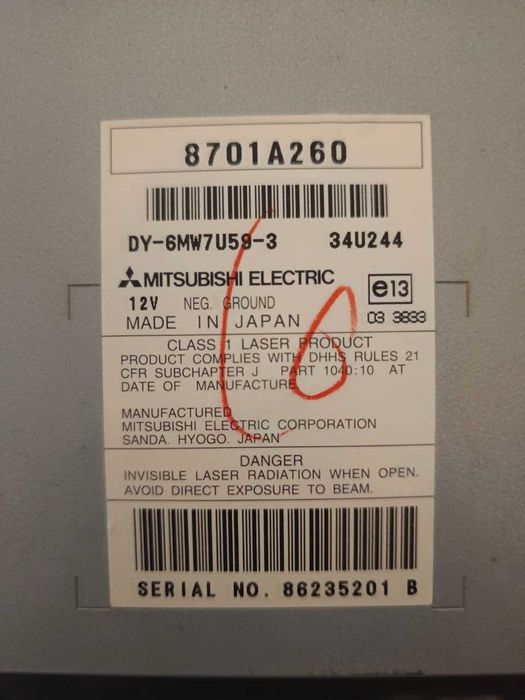 8701A260
DY-6MW7U59-3 34U244
MITSUBISHI ELECTRIC
12V NEG. GROUND
e13
MADE IN JAPAN 03 3833
CLASS 1 LASER PRODUCT
PRODUCT COMPLIES WITH DHHS RULES 21
CFR SUBCHAPTER J PART 1040:10 AT
DATE OF MANUFACTURE
MANUFACTURED
MITSUBISHI ELECTRIC CORPORATION
SANDA. HYOGO. JAPAN
DANGER
INVISIBLE LASER RADIATION WHEN OPEN.
AVOID DIRECT EXPOSURE TO BEAM.
SERIAL NO. 86235201 B